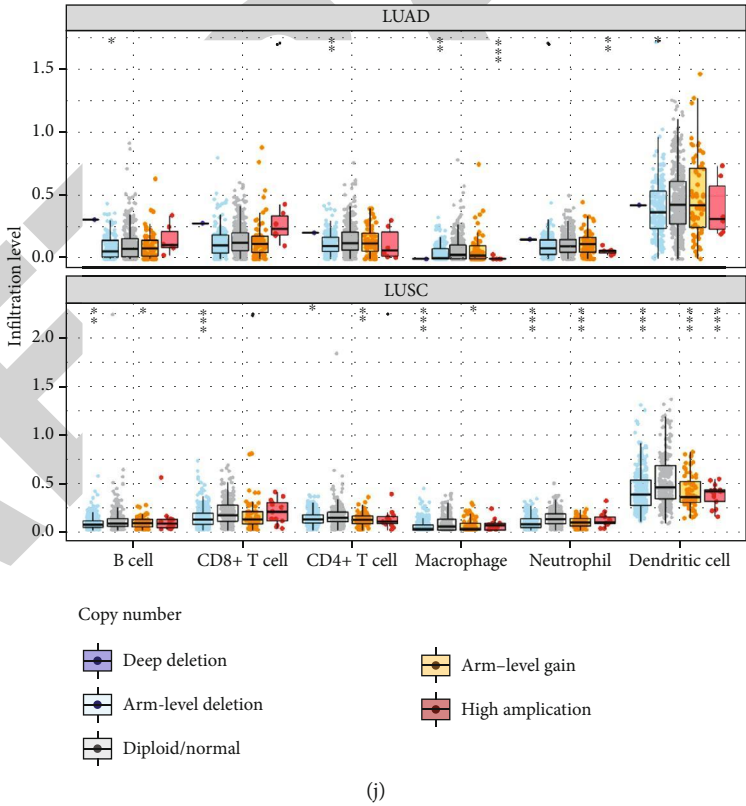 LUAD
* ** ** *** ** *
1.5
1.0
0.5
0.0
LUSC
** * *** * ** *** * *** *** *** *** ***
2.0
1.5
1.0
0.5
0.0
Infiltration level
B cell CD8+ T cell CD4+ T cell Macrophage Neutrophil Dendritic cell
Copy number
Deep deletion
Arm-level deletion
Diploid/normal
Arm–level gain
High amplication
(j)